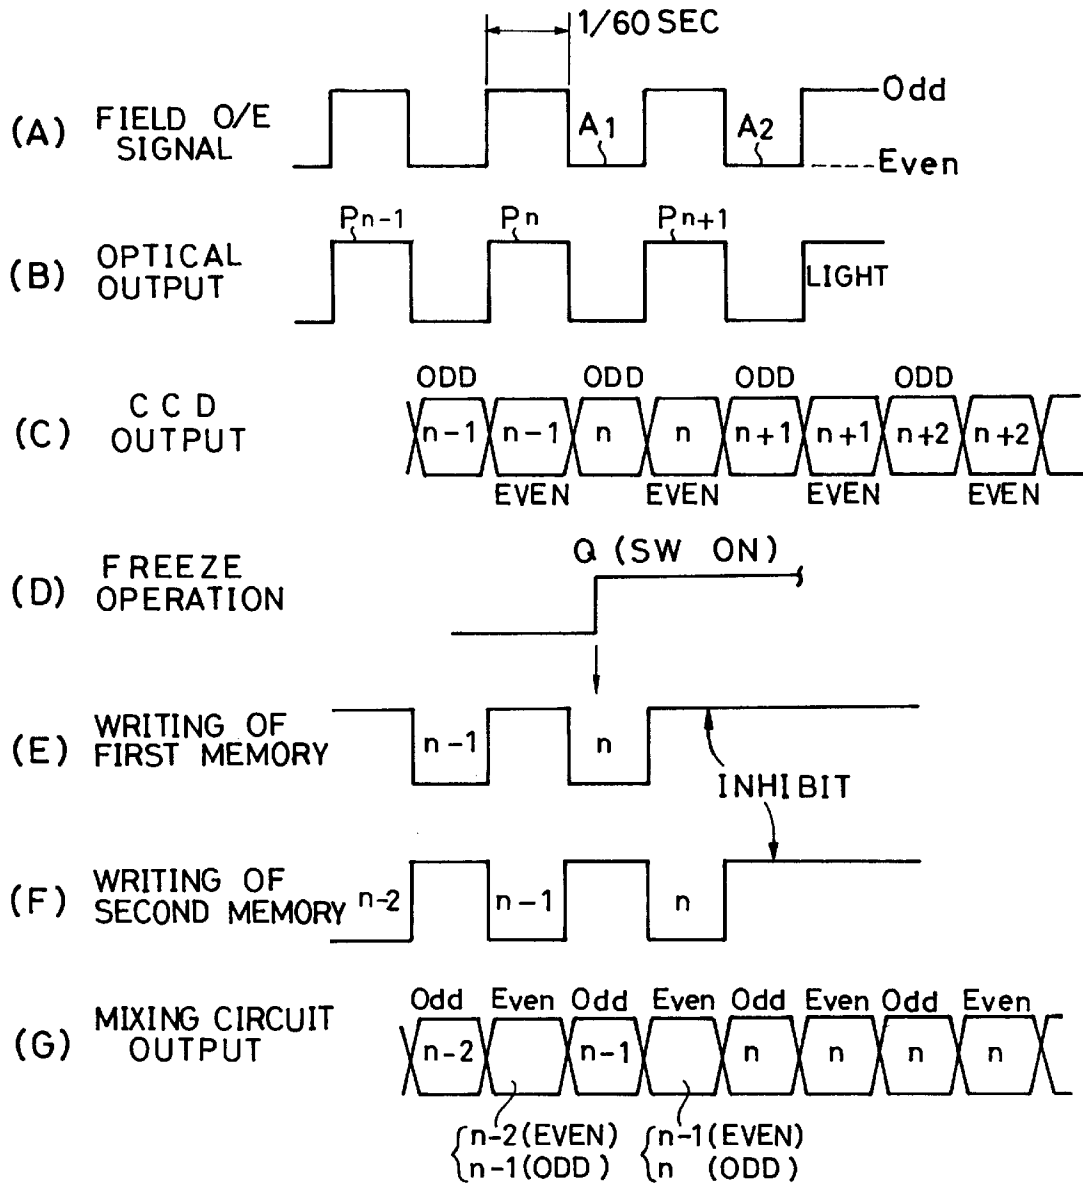 1/60 SEC
(A) FIELD O/E
SIGNAL
A1
A2
Odd
Even
Pn-1
Pn
Pn+1
(B) OPTICAL
OUTPUT
LIGHT
ODD ODD ODD ODD
(C) CCD
OUTPUT
n-1 n-1 n n n+1 n+1 n+2 n+2
EVEN EVEN EVEN EVEN
Q (SW ON)
(D) FREEZE
OPERATION
(E) WRITING OF
FIRST MEMORY
n-1 n
INHIBIT
(F) WRITING OF
SECOND MEMORY
n-2 n-1 n
Odd Even Odd Even Odd Even Odd Even
(G) MIXING CIRCUIT
OUTPUT
n-2 n-1 n n n n
{n-2 (EVEN)
n-1 (ODD)
{n-1 (EVEN)
n (ODD)